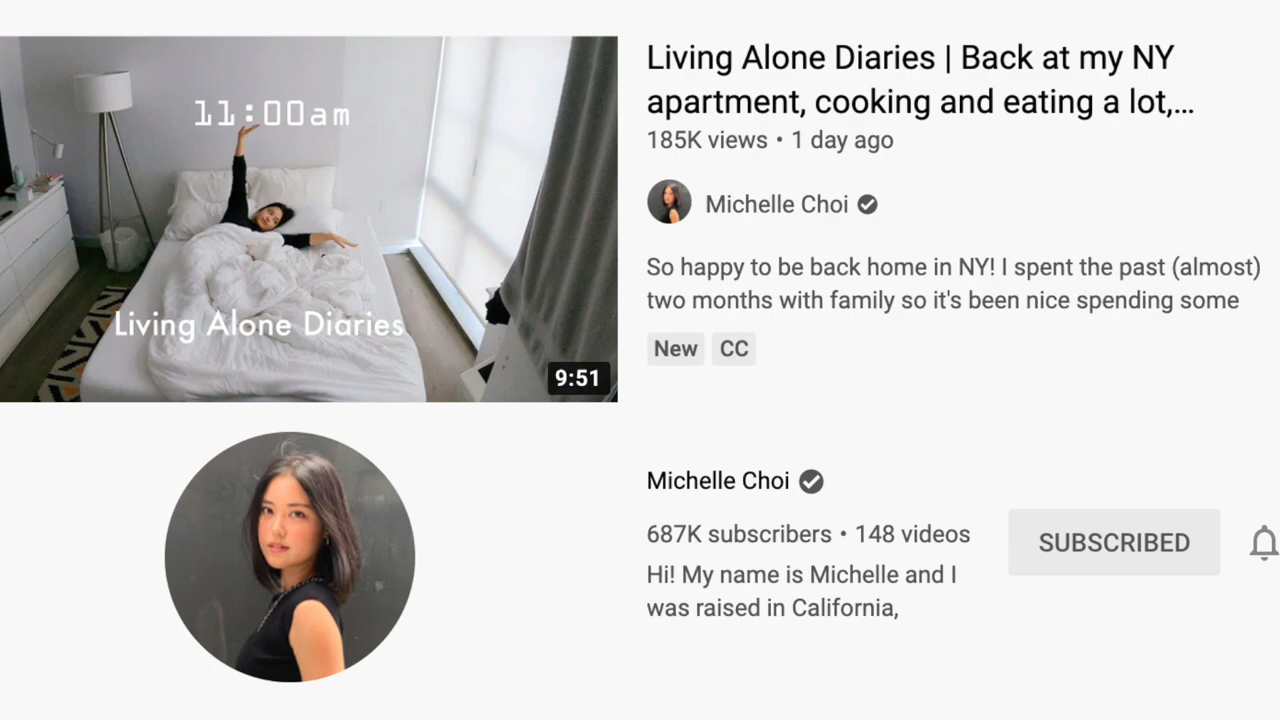 11:00am
Living Alone Diaries
9:51
Living Alone Diaries | Back at my NY
apartment, cooking and eating a lot,...
185K views • 1 day ago
Michelle Choi
So happy to be back home in NY! I spent the past (almost)
two months with family so it's been nice spending some
New CC
Michelle Choi
687K subscribers • 148 videos
Hi! My name is Michelle and I
was raised in California,
SUBSCRIBED